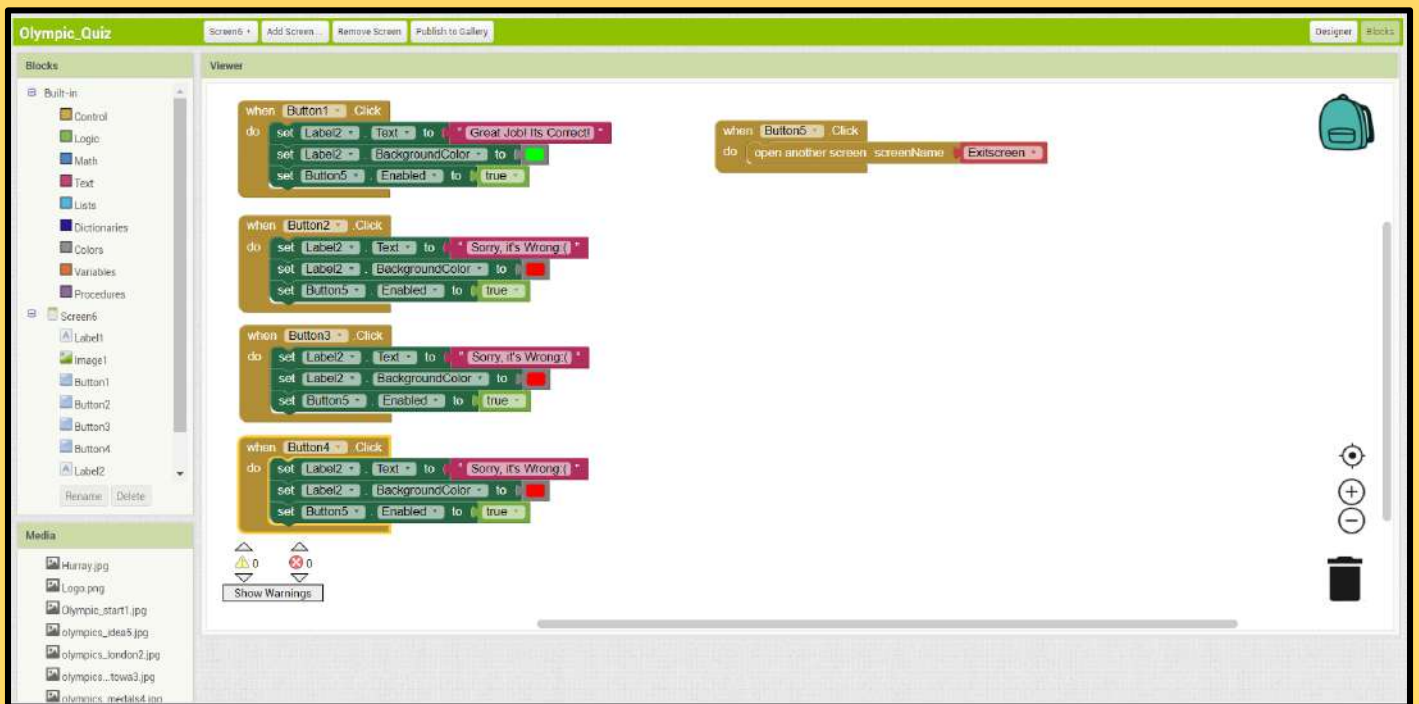 Olympic_Quiz
Screen6 Add Screen ... Remove Screen Publish to Gallery
Designer Blocks
Blocks
Viewer
Built-in
Control
Logic
Math
Text
Lists
Dictionaries
Colors
Variables
Procedures
Screen6
Label1
Image1
Button1
Button2
Button3
Button4
Label2
Rename Delete
Media
Hurray.jpg
Logo.png
Olympic_start1.jpg
olympics_idea5.jpg
olympics_london2.jpg
olympics...towa3.jpg
olympics_medals4.jpg
when Button1 .Click
do set Label2 . Text to " Great Job! Its Correct! "
set Label2 . BackgroundColor to
set Button5 . Enabled to true
when Button2 .Click
do set Label2 . Text to " Sorry, it's Wrong:( "
set Label2 . BackgroundColor to
set Button5 . Enabled to true
when Button3 .Click
do set Label2 . Text to " Sorry, it's Wrong:( "
set Label2 . BackgroundColor to
set Button5 . Enabled to true
when Button4 .Click
do set Label2 . Text to " Sorry, it's Wrong:( "
set Label2 . BackgroundColor to
set Button5 . Enabled to true
0 0
Show Warnings
when Button5 .Click
do open another screen screenName Exitscreen